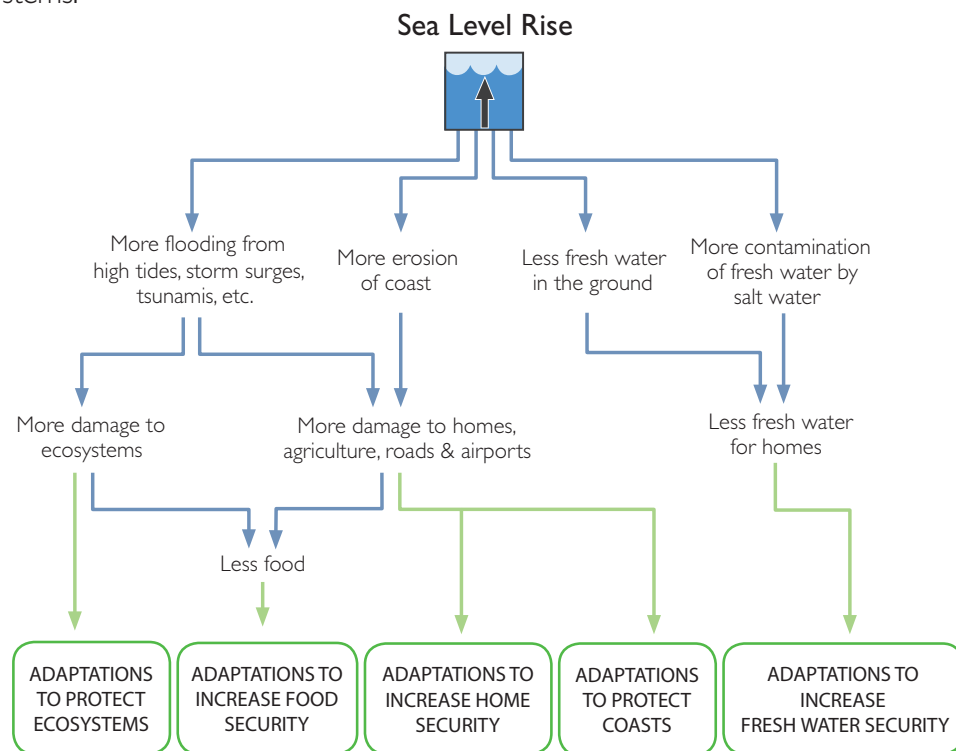 stems.
Sea Level Rise
More flooding from
high tides, storm surges,
tsunamis, etc.
More erosion
of coast
Less fresh water
in the ground
More contamination
of fresh water by
salt water
More damage to
ecosystems
More damage to homes,
agriculture, roads & airports
Less fresh water
for homes
Less food
ADAPTATIONS
TO PROTECT
ECOSYSTEMS
ADAPTATIONS TO
INCREASE FOOD
SECURITY
ADAPTATIONS TO
INCREASE HOME
SECURITY
ADAPTATIONS
TO PROTECT
COASTS
ADAPTATIONS TO
INCREASE
FRESH WATER SECURITY